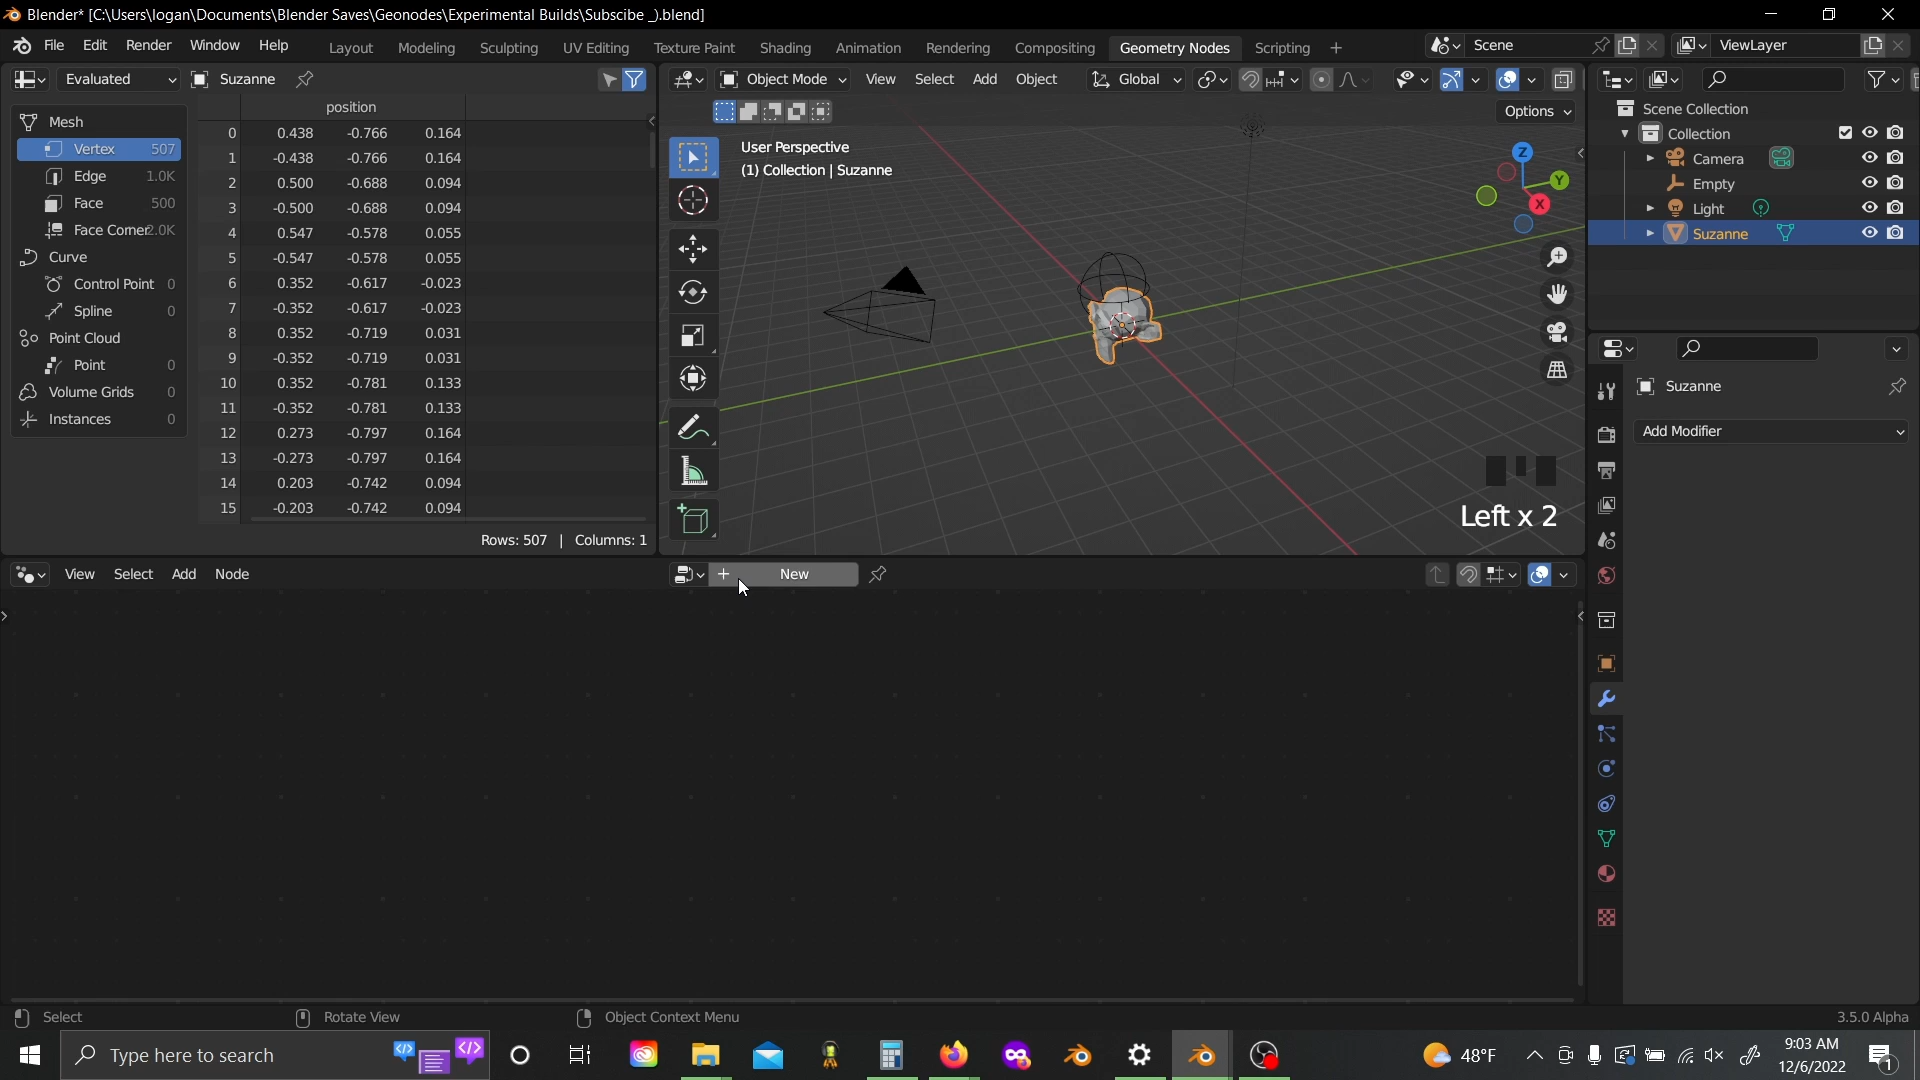 Blender* [C:\Users\logan\Documents\Blender Saves\Geonodes\Experimental Builds\Subscibe _).blend]
File Edit Render Window Help Layout Modeling Sculpting UV Editing Texture Paint Shading Animation Rendering Compositing Geometry Nodes Scripting + Scene ViewLayer
Evaluated Suzanne
position
Mesh
Vertex 507
Edge 1.0K
Face 500
Face Corner 2.0K
Curve
Control Point 0
Spline 0
Point Cloud
Point 0
Volume Grids 0
Instances 0
0 0.438 -0.766 0.164
1 -0.438 -0.766 0.164
2 0.500 -0.688 0.094
3 -0.500 -0.688 0.094
4 0.547 -0.578 0.055
5 -0.547 -0.578 0.055
6 0.352 -0.617 -0.023
7 -0.352 -0.617 -0.023
8 0.352 -0.719 0.031
9 -0.352 -0.719 0.031
10 0.352 -0.781 0.133
11 -0.352 -0.781 0.133
12 0.273 -0.797 0.164
13 -0.273 -0.797 0.164
14 0.203 -0.742 0.094
15 -0.203 -0.742 0.094
Rows: 507 | Columns: 1
Object Mode View Select Add Object Global
Options
User Perspective
(1) Collection | Suzanne
Z
Y
X
Left x 2
Scene Collection
Collection
Camera
Empty
Light
Suzanne
Suzanne
Add Modifier
View Select Add Node
+ New
Select Rotate View Object Context Menu 3.5.0 Alpha
Type here to search
48°F
9:03 AM
12/6/2022
1